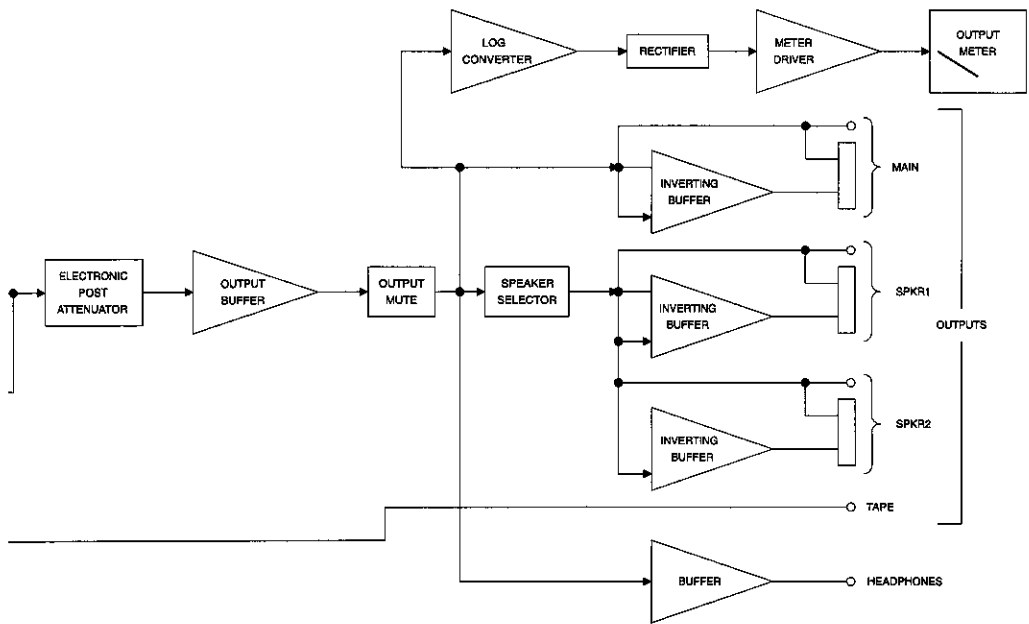 LOG
CONVERTER
RECTIFIER
METER
DRIVER
OUTPUT
METER
INVERTING
BUFFER
MAIN
ELECTRONIC
POST
ATTENUATOR
OUTPUT
BUFFER
OUTPUT
MUTE
SPEAKER
SELECTOR
INVERTING
BUFFER
SPKR1
OUTPUTS
INVERTING
BUFFER
SPKR2
TAPE
BUFFER
HEADPHONES